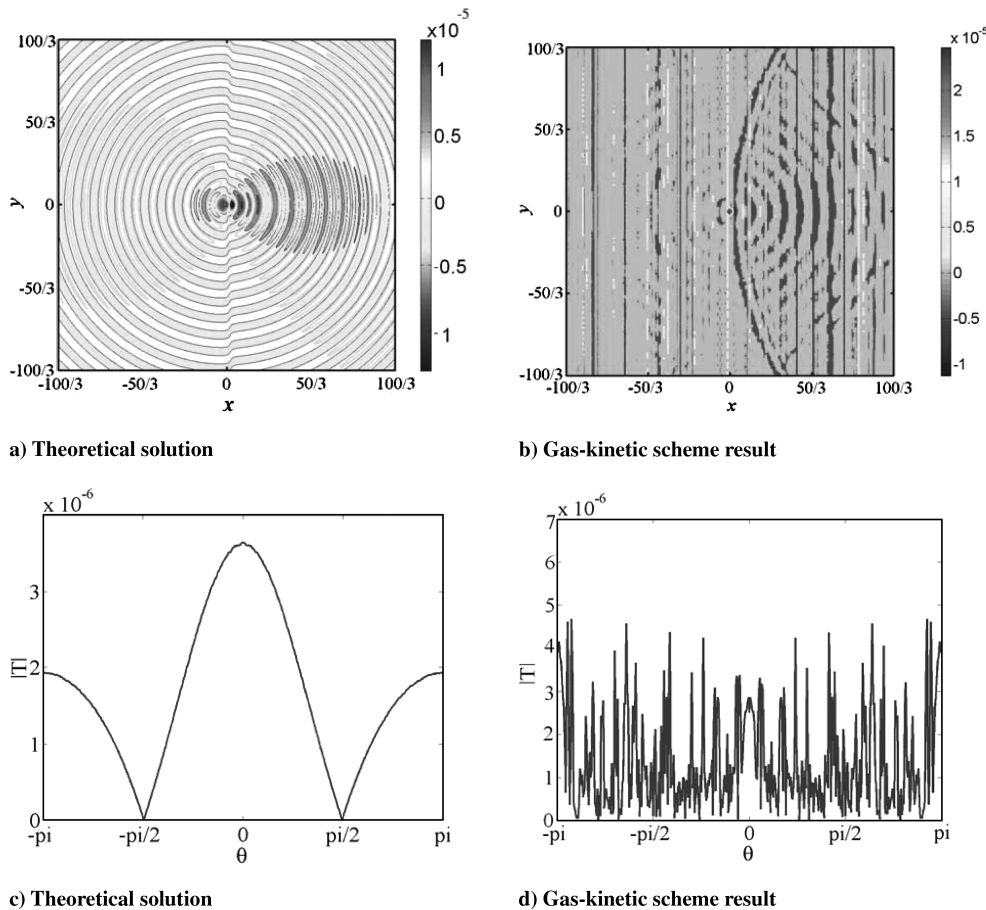 x10^-5
100/3
50/3
0
-50/3
-100/3
y
-100/3 -50/3 0 50/3 100/3
x
1
0.5
0
-0.5
-1
a) Theoretical solution
x10^-5
100/3
50/3
0
-50/3
-100/3
y
-100/3 -50/3 0 50/3 100/3
x
2
1.5
1
0.5
0
-0.5
-1
b) Gas-kinetic scheme result
x 10^-6
3
2
1
0
|T|
-pi -pi/2 0 pi/2 pi
θ
c) Theoretical solution
x 10^-6
7
6
5
4
3
2
1
0
|T|
-pi -pi/2 0 pi/2 pi
θ
d) Gas-kinetic scheme result